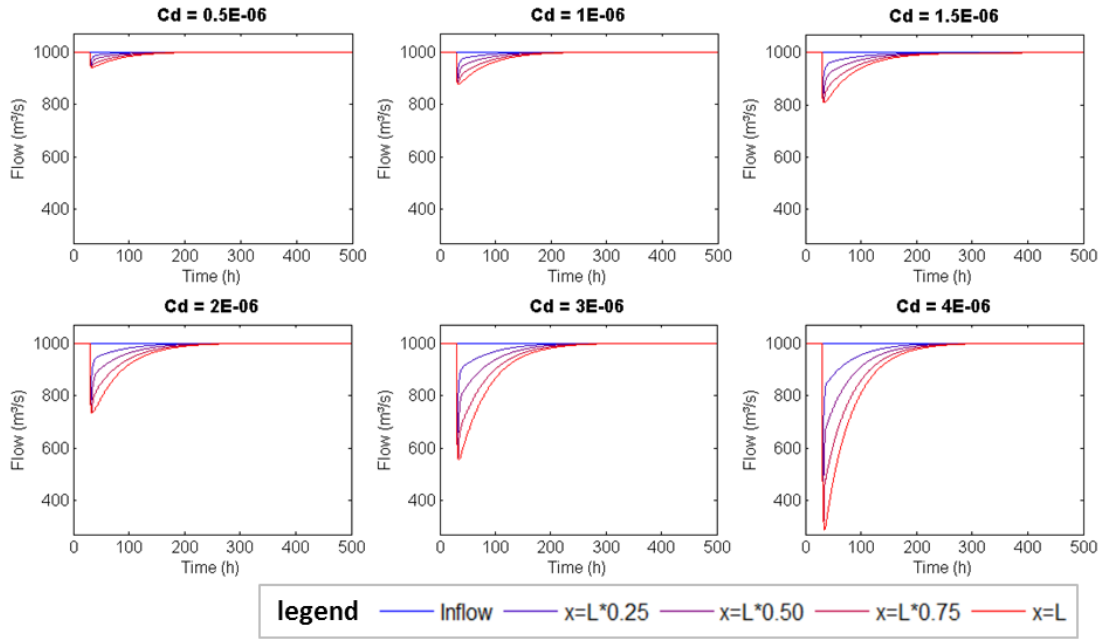 Cd = 0.5E-06
1000
800
600
400
Flow (m³/s)
0 100 200 300 400 500
Time (h)
Cd = 1E-06
1000
800
600
400
Flow (m³/s)
0 100 200 300 400 500
Time (h)
Cd = 1.5E-06
1000
800
600
400
Flow (m³/s)
0 100 200 300 400 500
Time (h)
Cd = 2E-06
1000
800
600
400
Flow (m³/s)
0 100 200 300 400 500
Time (h)
Cd = 3E-06
1000
800
600
400
Flow (m³/s)
0 100 200 300 400 500
Time (h)
Cd = 4E-06
1000
800
600
400
Flow (m³/s)
0 100 200 300 400 500
Time (h)
legend Inflow x=L*0.25 x=L*0.50 x=L*0.75 x=L